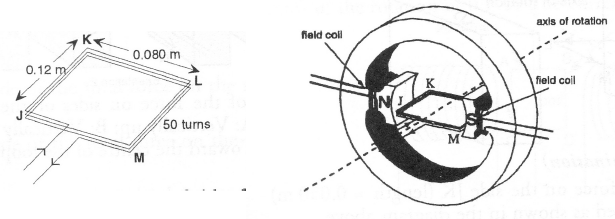 K
0.12 m
0.080 m
L
J
50 turns
M
axis of rotation
field coil
field coil
K
N
J
S
M